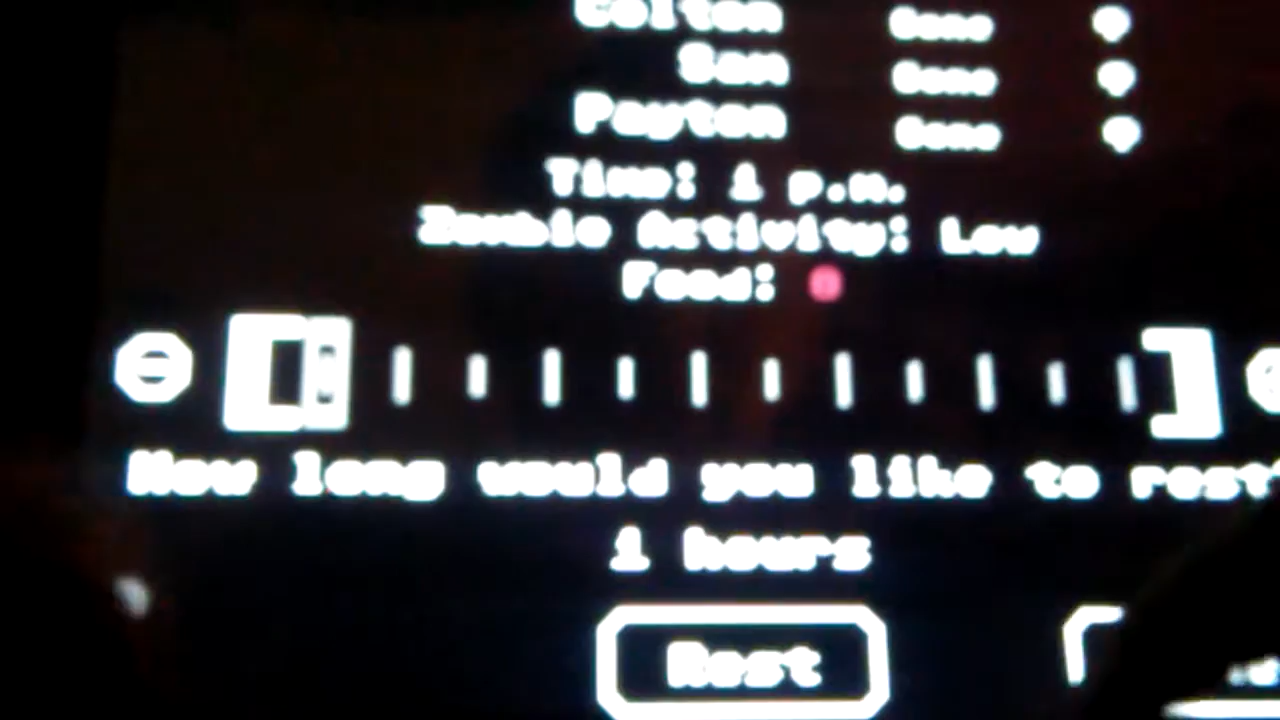 Colton Gone
Sam Gone
Payton Gone
Time: 1 p.m.
Zombie Activity: Low
Food: 0
How long would you like to rest?
1 hours
Rest